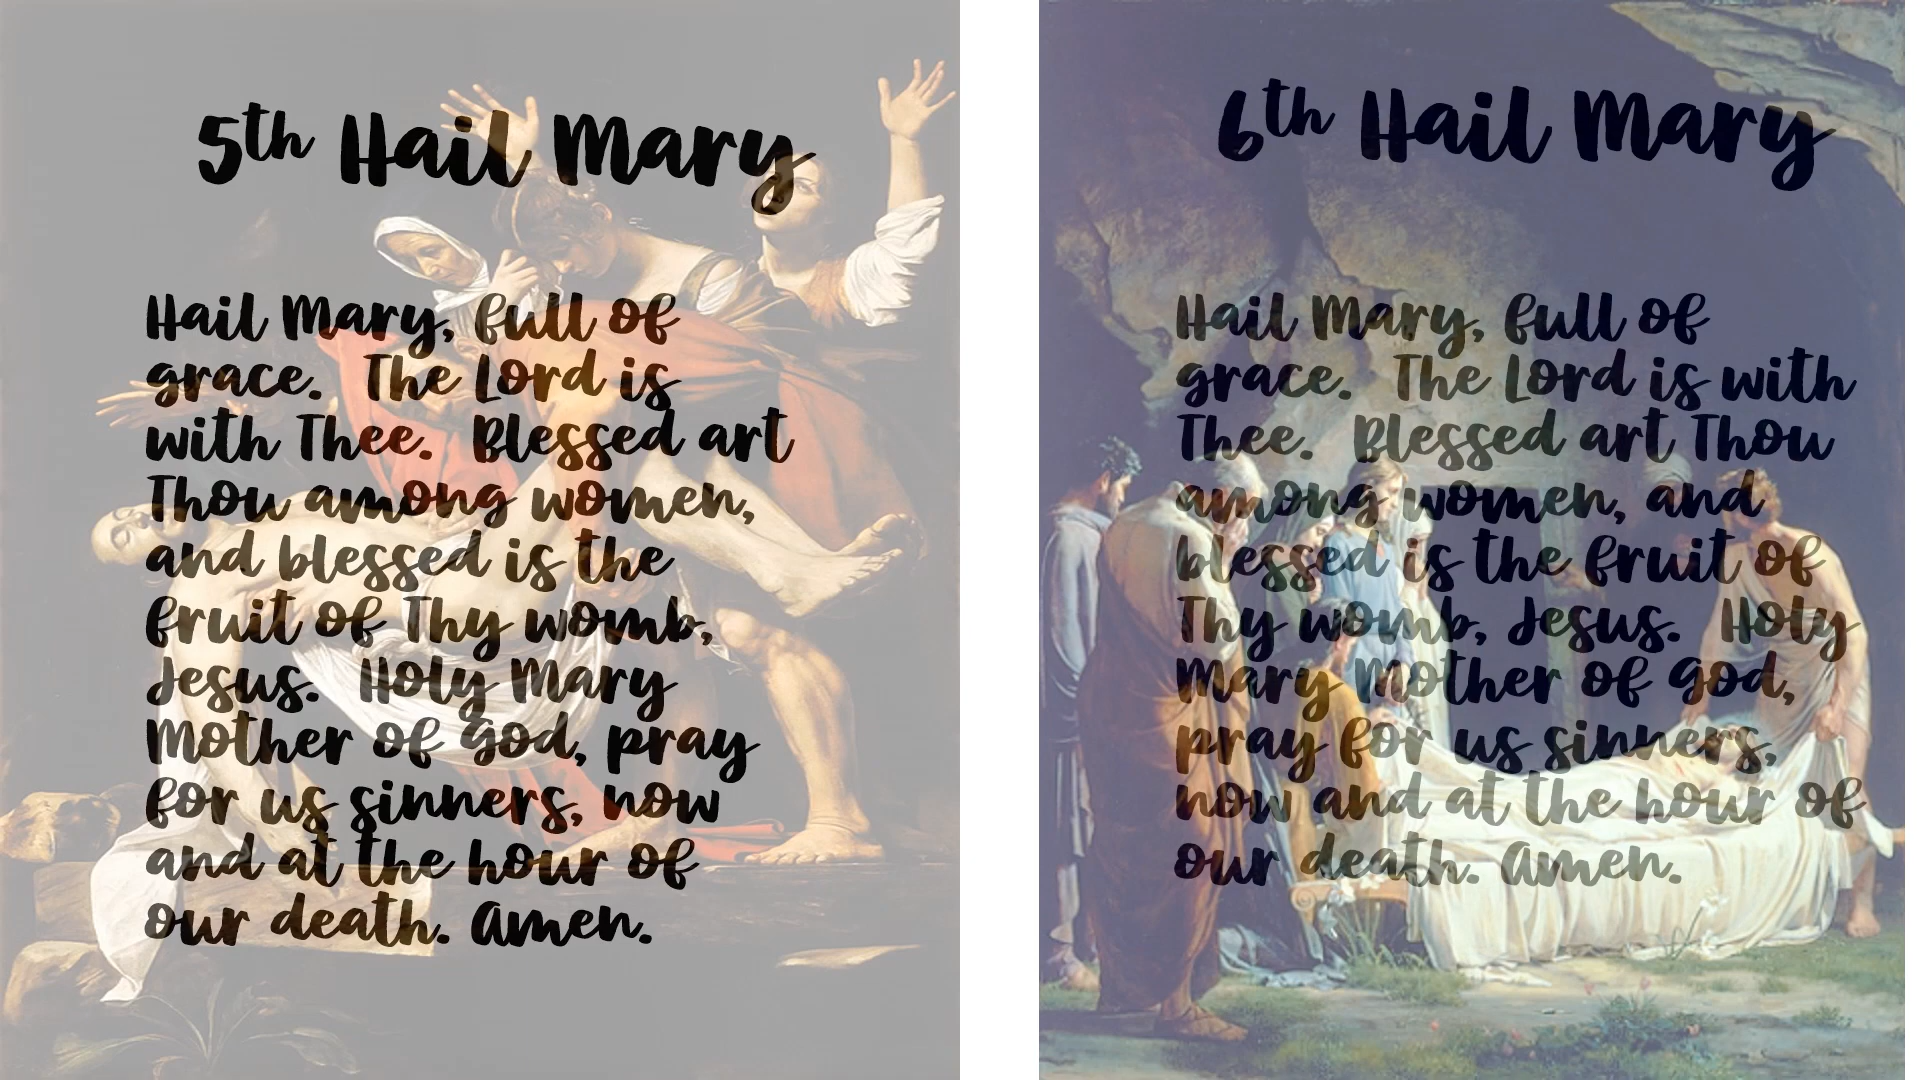 5th Hail Mary
Hail Mary, full of
grace.  The Lord is
with Thee.  Blessed art
Thou among women,
and blessed is the
fruit of Thy womb,
Jesus.  Holy Mary
Mother of God, pray
for us sinners, now
and at the hour of
our death. Amen.
6th Hail Mary
Hail Mary, full of
grace.  The Lord is with
Thee.  Blessed art Thou
among women, and
blessed is the fruit of
Thy womb, Jesus.  Holy
Mary Mother of God,
pray for us sinners,
now and at the hour of
our death. Amen.